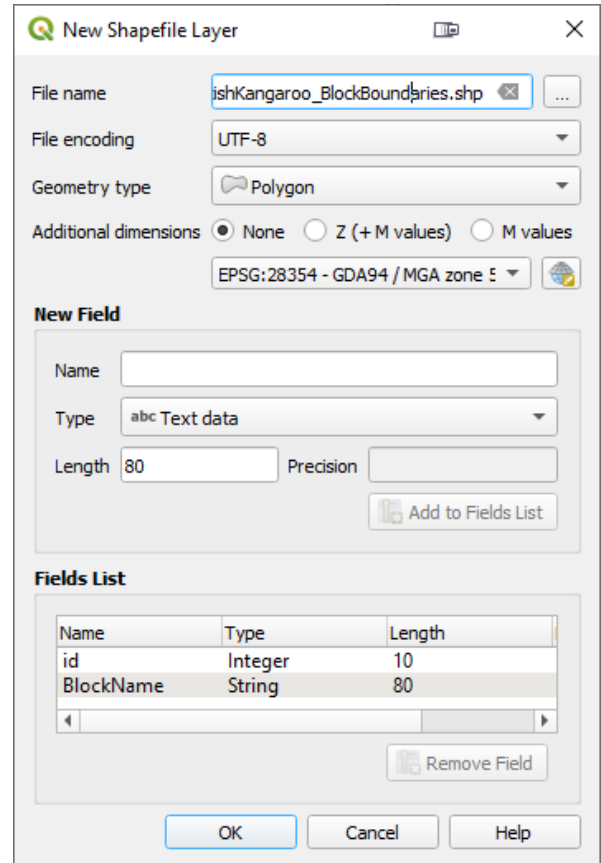 New Shapefile Layer
File name ishKangaroo_BlockBoundaries.shp ...
File encoding UTF-8
Geometry type Polygon
Additional dimensions None Z (+ M values) M values
EPSG:28354 - GDA94 / MGA zone 5
New Field
Name
Type abc Text data
Length 80 Precision
Add to Fields List
Fields List
Name Type Length
id Integer 10
BlockName String 80
Remove Field
OK Cancel Help